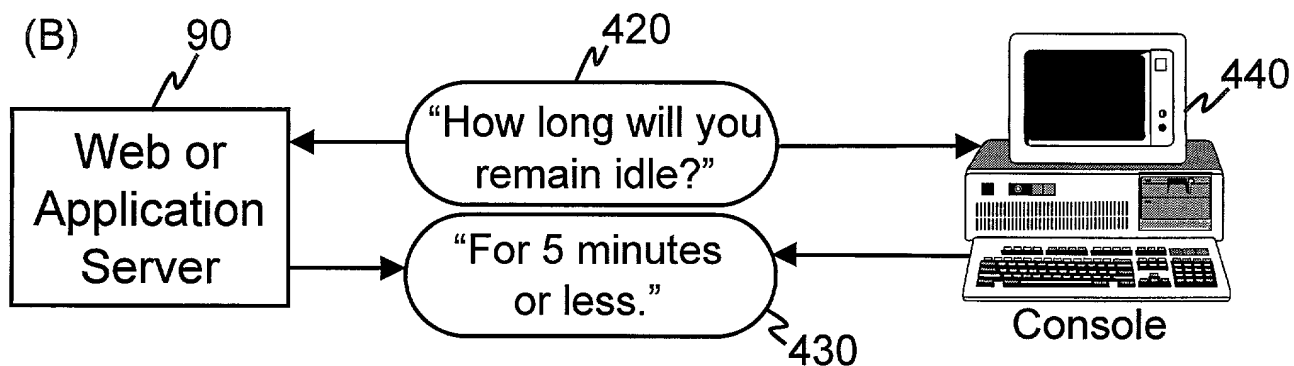 (B)
90
420
440
Web or
Application
Server
“How long will you
remain idle?”
“For 5 minutes
or less.”
430
Console